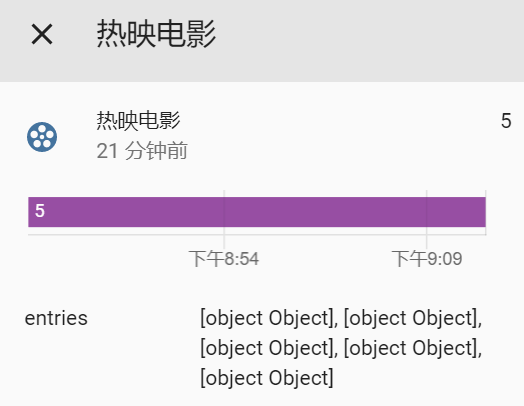 热映电影
热映电影 5
21 分钟前
5
下午8:54 下午9:09
entries [object Object], [object Object],
[object Object], [object Object],
[object Object]